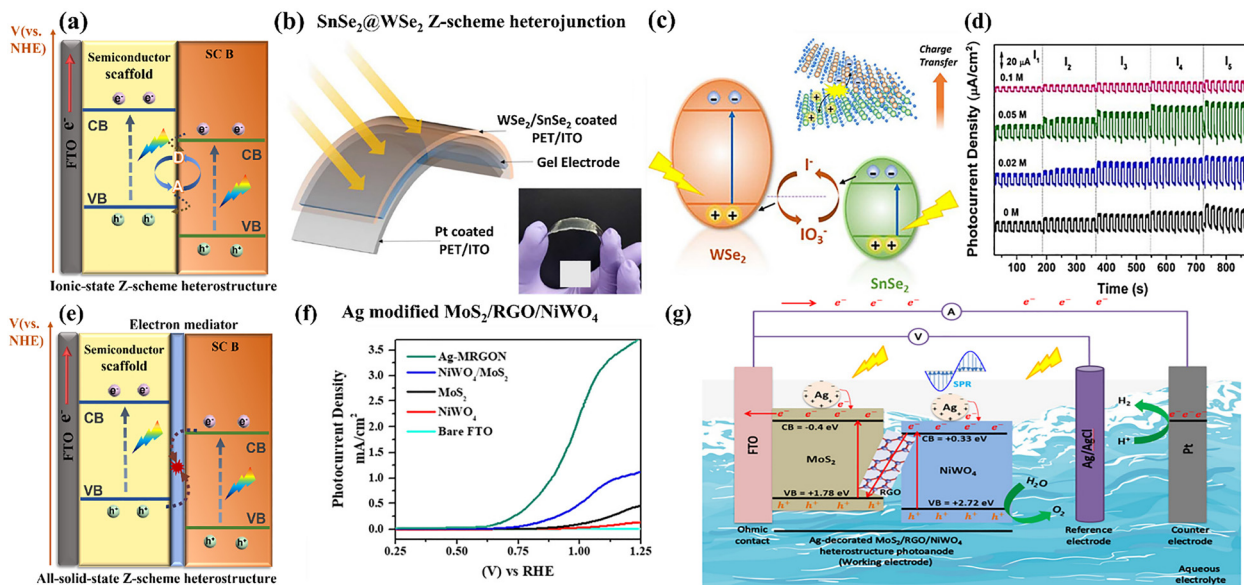 (a)
V(vs.
NHE)
Semiconductor
scaffold
SC B
e⁻ e⁻
e⁻ e⁻
CB
CB
FTO e⁻
D
A
VB
VB
h⁺ h⁺
h⁺ h⁺
Ionic-state Z-scheme heterostructure
(b) SnSe₂@WSe₂ Z-scheme heterojunction
WSe₂/SnSe₂ coated
PET/ITO
Gel Electrode
Pt coated
PET/ITO
(c)
Charge
Transfer
I⁻
IO₃⁻
WSe₂
SnSe₂
(d)
Photocurrent Density (μA/cm²)
20 μA
I₁ I₂ I₃ I₄ I₅
0.1 M
0.05 M
0.02 M
0 M
100 200 300 400 500 600 700 800
Time (s)
(e)
V(vs.
NHE)
Electron mediator
Semiconductor
scaffold
SC B
e⁻ e⁻
e⁻ e⁻
CB
CB
FTO e⁻
VB
VB
h⁺ h⁺
h⁺ h⁺
All-solid-state Z-scheme heterostructure
(f)
Ag modified MoS₂/RGO/NiWO₄
Photocurrent Density
mA/cm²
3.5
3.0
2.5
2.0
1.5
1.0
0.5
0.0
Ag-MRGON
NiWO₄/MoS₂
MoS₂
NiWO₄
Bare FTO
0.25 0.50 0.75 1.00 1.25
(V) vs RHE
(g)
e⁻ e⁻ e⁻ e⁻ e⁻ e⁻
A
V
SPR
Ag
e⁻
Ag
e⁻
FTO
e⁻ e⁻ e⁻ e⁻
CB = -0.4 eV
MoS₂
VB = +1.78 eV
h⁺ h⁺ h⁺ h⁺
RGO
e⁻ e⁻ e⁻ e⁻
CB = +0.33 eV
NiWO₄
VB = +2.72 eV
h⁺ h⁺ h⁺ h⁺
H₂O
O₂
Ag/AgCl
H₂
H⁺
e⁻ e⁻ e⁻
Pt
Ohmic
contact
Ag-decorated MoS₂/RGO/NiWO₄
heterostructure photoanode
(Working electrode)
Reference
electrode
Counter
electrode
Aqueous
electrolyte